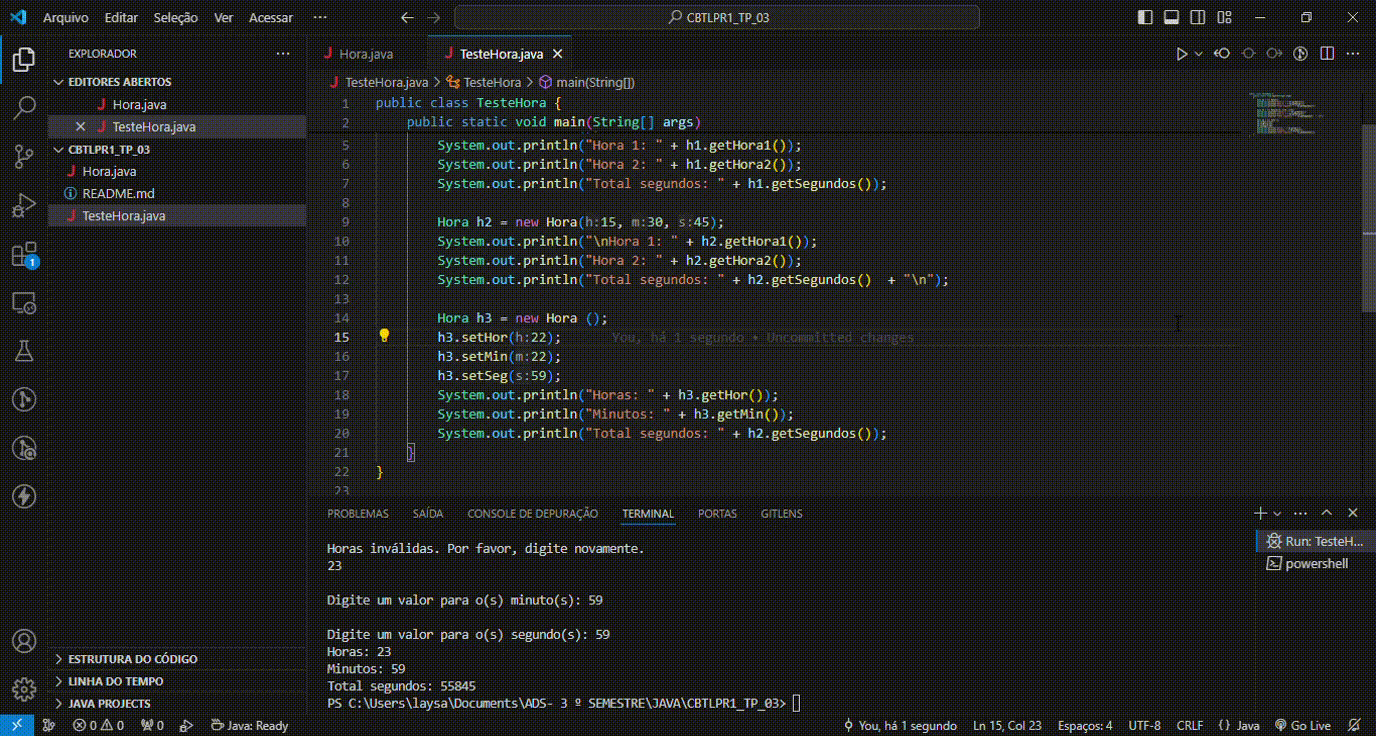 Arquivo Editar Seleção Ver Acessar ···
CBTLPR1_TP_03
EXPLORADOR ···
EDITORES ABERTOS
J Hora.java
J TesteHora.java
CBTLPR1_TP_03
J Hora.java
README.md
J TesteHora.java
ESTRUTURA DO CÓDIGO
LINHA DO TEMPO
JAVA PROJECTS
1
J Hora.java
J TesteHora.java
J TesteHora.java > TesteHora > main(String[])
1 public class TesteHora {
2 public static void main(String[] args)
5 System.out.println("Hora 1: " + h1.getHora1());
6 System.out.println("Hora 2: " + h1.getHora2());
7 System.out.println("Total segundos: " + h1.getSegundos());
8
9 Hora h2 = new Hora(h:15, m:30, s:45);
10 System.out.println("\nHora 1: " + h2.getHora1());
11 System.out.println("Hora 2: " + h2.getHora2());
12 System.out.println("Total segundos: " + h2.getSegundos()  + "\n");
13
14 Hora h3 = new Hora ();
15 h3.setHor(h:22); You, há 1 segundo • Uncommitted changes
16 h3.setMin(m:22);
17 h3.setSeg(s:59);
18 System.out.println("Horas: " + h3.getHor());
19 System.out.println("Minutos: " + h3.getMin());
20 System.out.println("Total segundos: " + h2.getSegundos());
21 }
22 }
23
PROBLEMAS SAÍDA CONSOLE DE DEPURAÇÃO TERMINAL PORTAS GITLENS
Horas inválidas. Por favor, digite novamente.
23
Digite um valor para o(s) minuto(s): 59
Digite um valor para o(s) segundo(s): 59
Horas: 23
Minutos: 59
Total segundos: 55845
PS C:\Users\laysa\Documents\ADS- 3 º SEMESTRE\JAVA\CBTLPR1_TP_03>
Run: TesteH...
powershell
0 0 0 Java: Ready You, há 1 segundo Ln 15, Col 23 Espaços: 4 UTF-8 CRLF {} Java Go Live